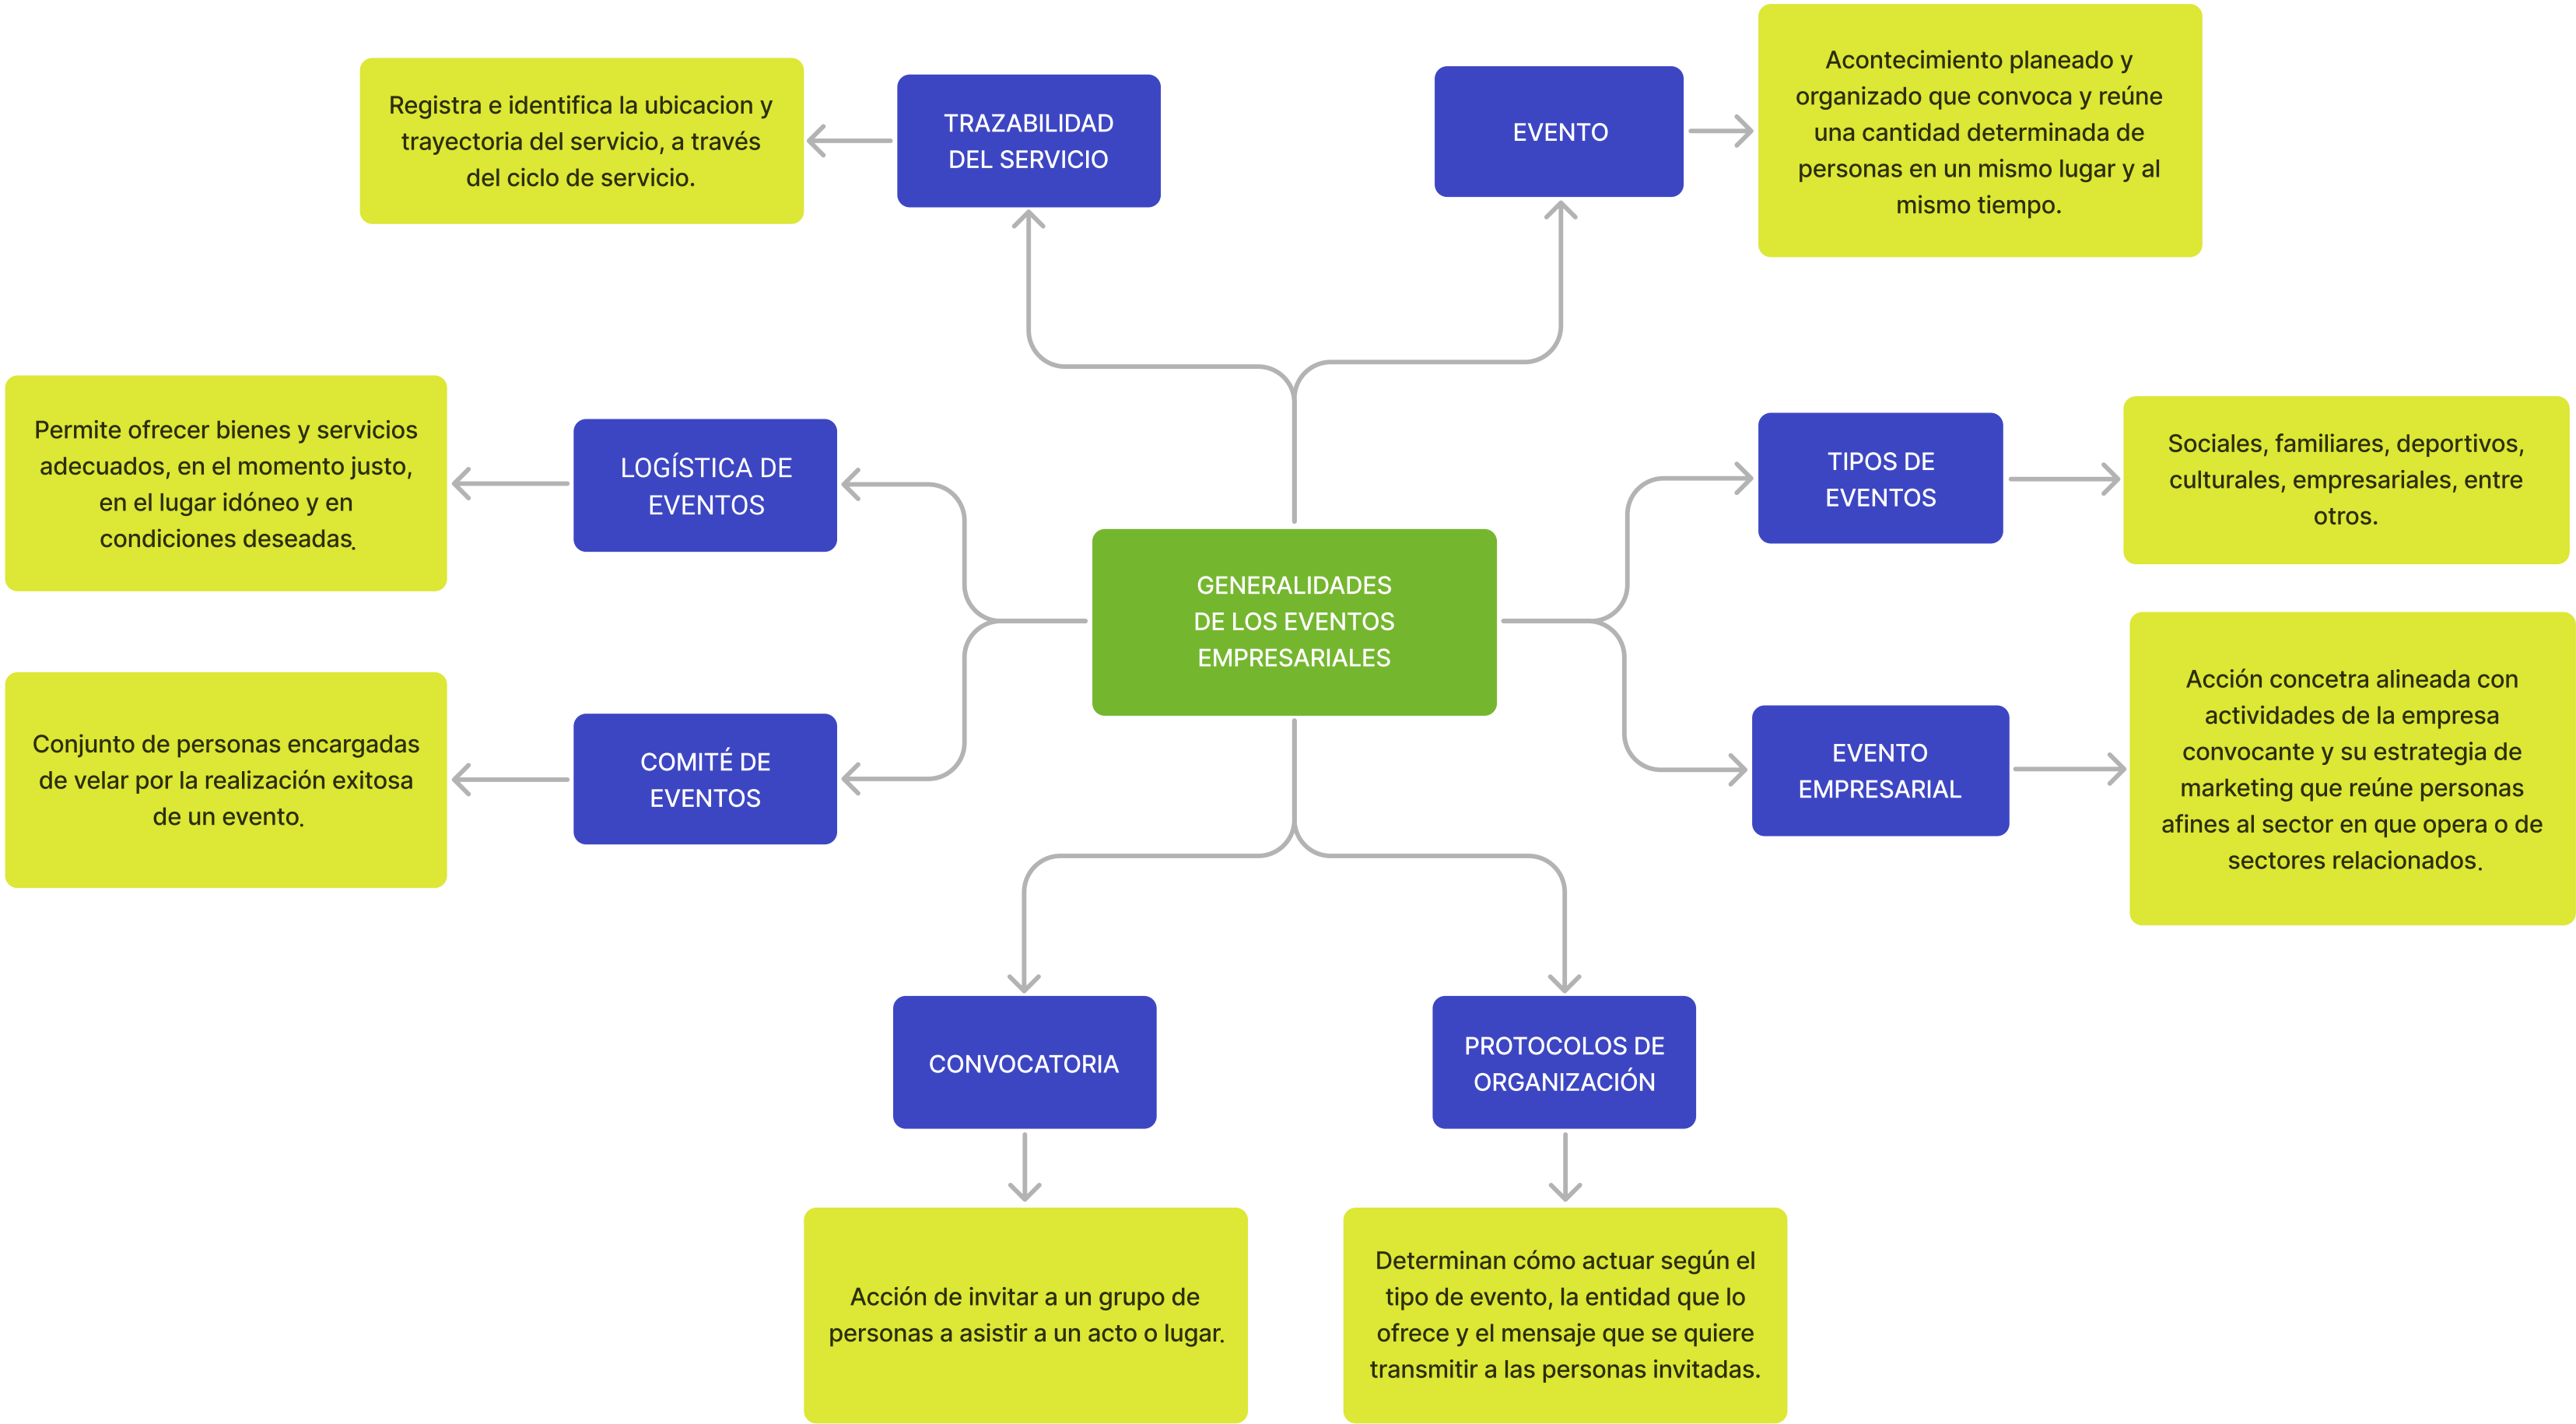 Registra e identifica la ubicacion y
trayectoria del servicio, a través
del ciclo de servicio.
TRAZABILIDAD
DEL SERVICIO
EVENTO
Acontecimiento planeado y
organizado que convoca y reúne
una cantidad determinada de
personas en un mismo lugar y al
mismo tiempo.
Permite ofrecer bienes y servicios
adecuados, en el momento justo,
en el lugar idóneo y en
condiciones deseadas.
LOGÍSTICA DE
EVENTOS
TIPOS DE
EVENTOS
Sociales, familiares, deportivos,
culturales, empresariales, entre
otros.
GENERALIDADES
DE LOS EVENTOS
EMPRESARIALES
Conjunto de personas encargadas
de velar por la realización exitosa
de un evento.
COMITÉ DE
EVENTOS
EVENTO
EMPRESARIAL
Acción concetra alineada con
actividades de la empresa
convocante y su estrategia de
marketing que reúne personas
afines al sector en que opera o de
sectores relacionados.
CONVOCATORIA
PROTOCOLOS DE
ORGANIZACIÓN
Acción de invitar a un grupo de
personas a asistir a un acto o lugar.
Determinan cómo actuar según el
tipo de evento, la entidad que lo
ofrece y el mensaje que se quiere
transmitir a las personas invitadas.